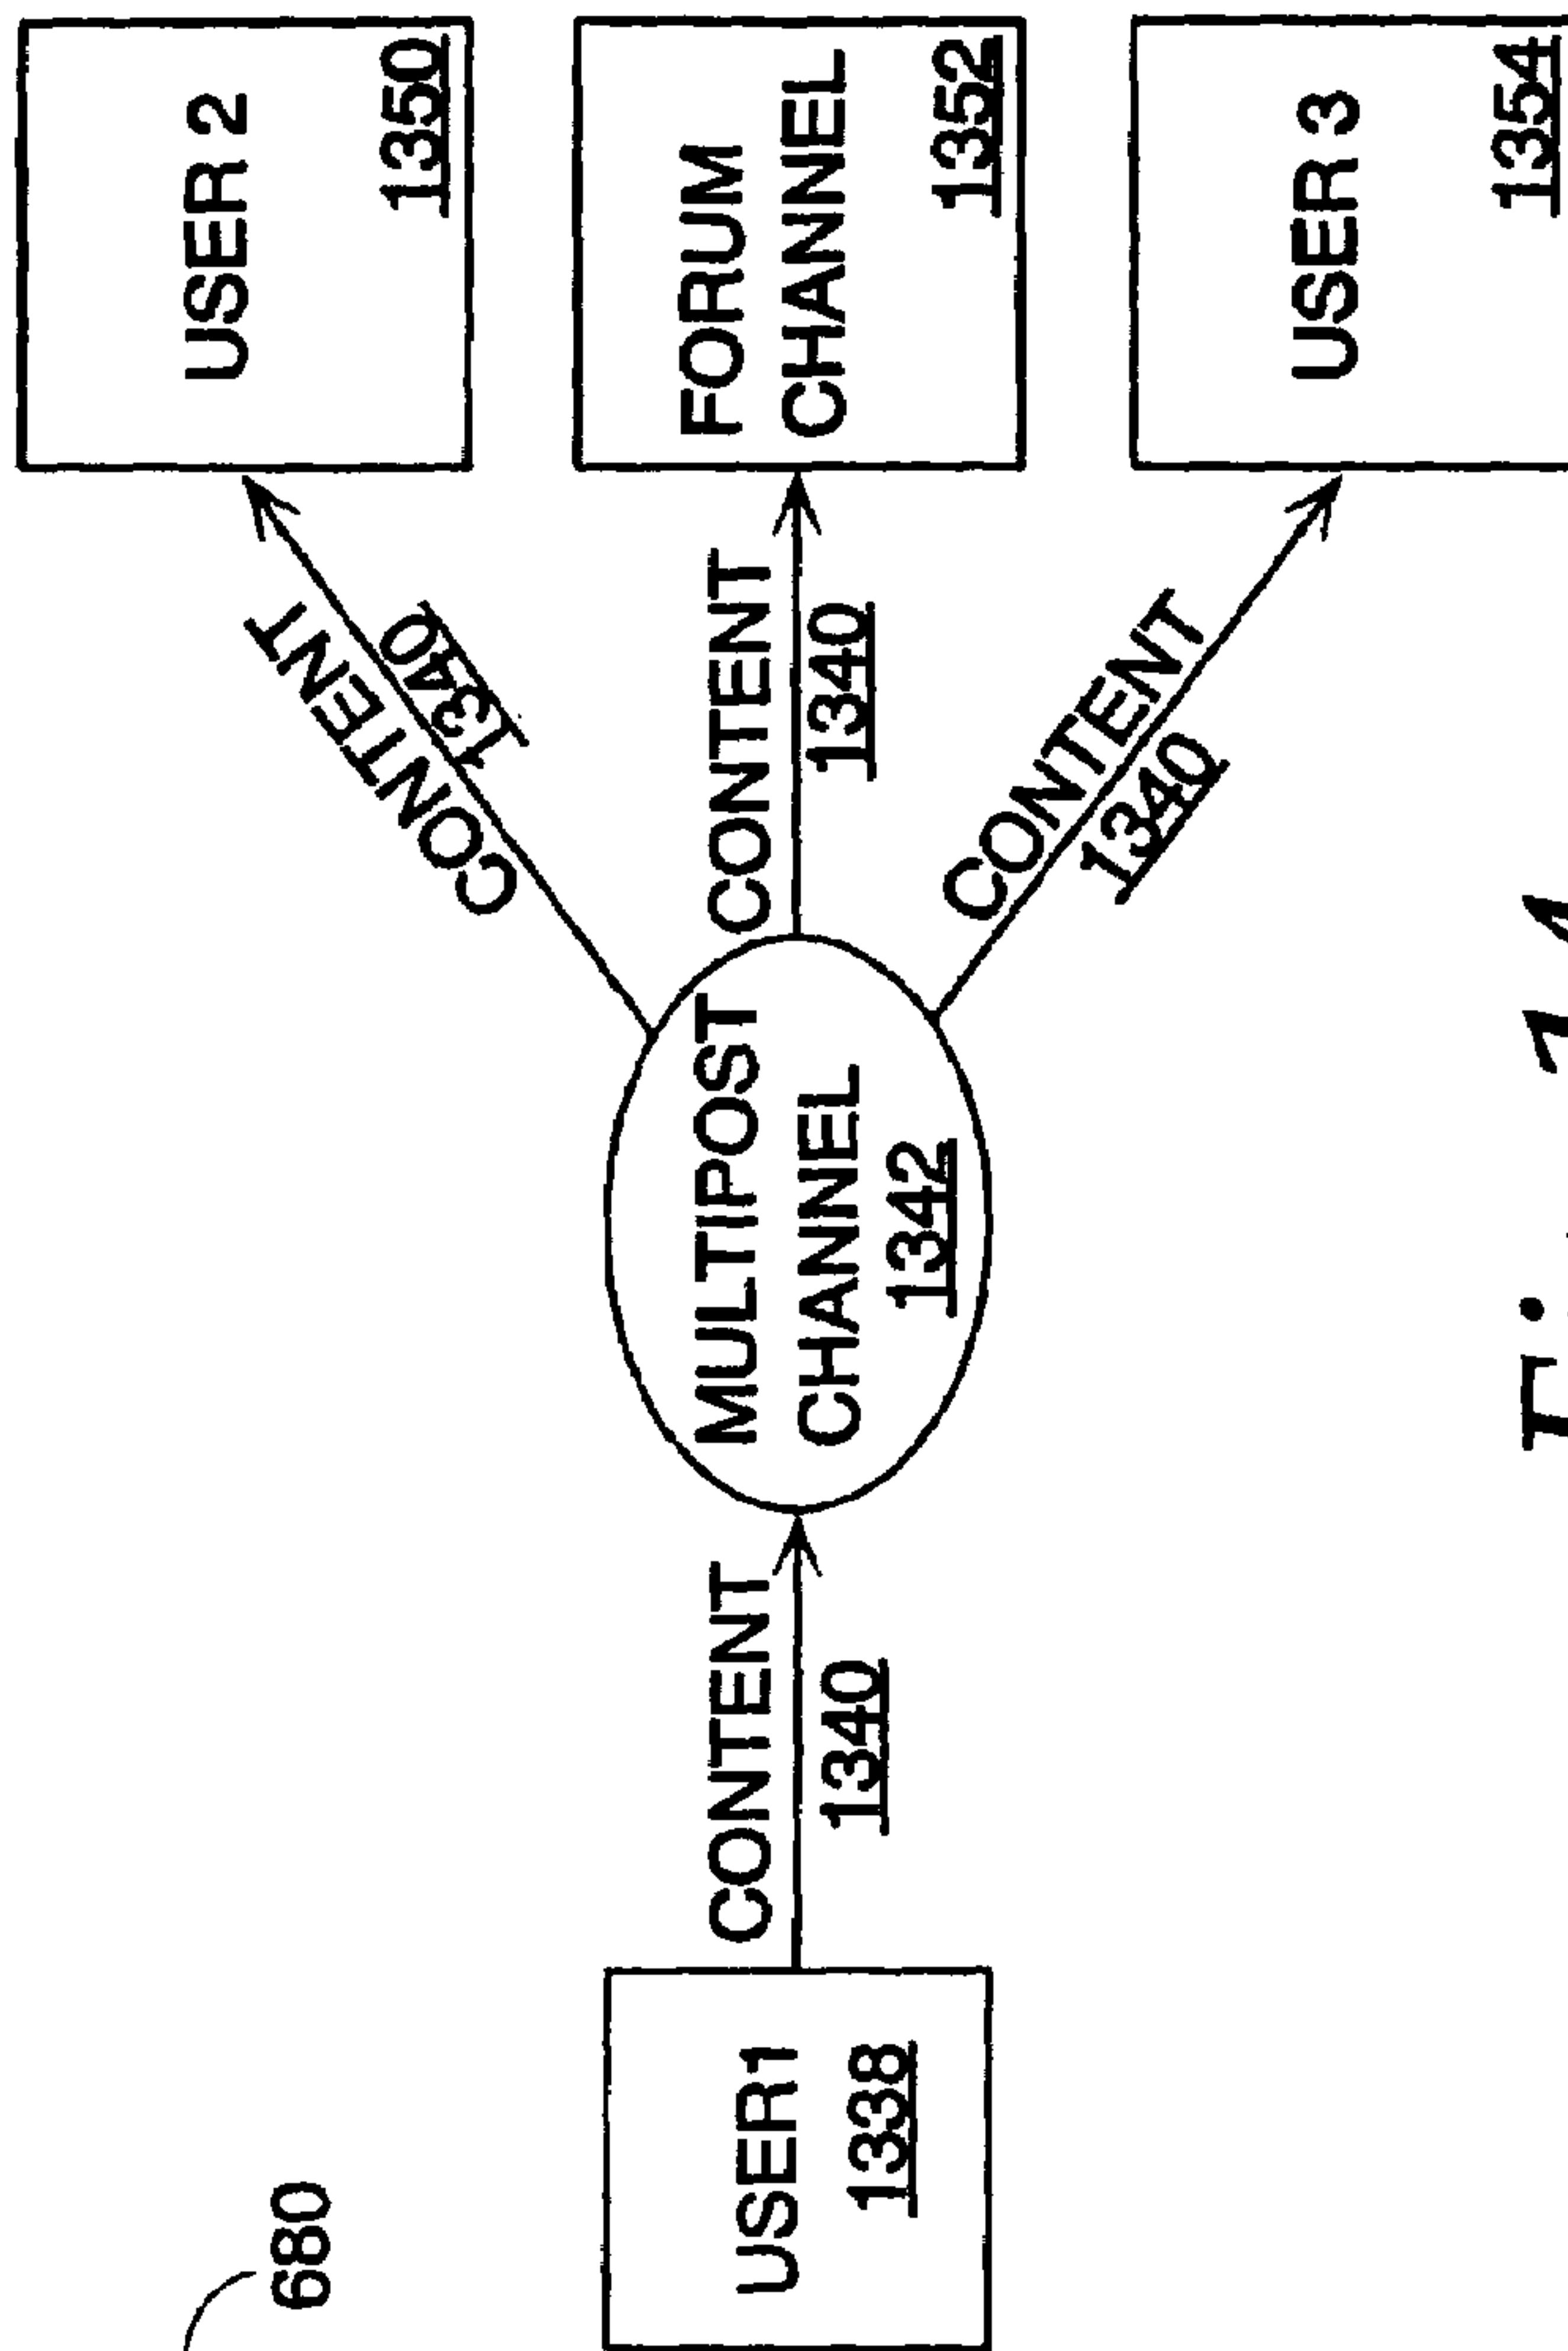 680
USER1
1338
CONTENT
1340
MULTIPOST
CHANNEL
1342
CONTENT
1340
CONTENT
1340
CONTENT
1340
USER 2
1350
FORUM
CHANNEL
1352
USER 3
1354